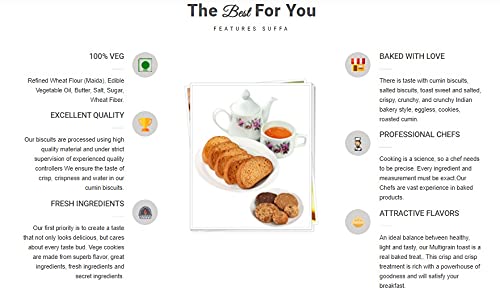 The Best For You
FEATURES SUFFA
100% VEG
Refined Wheat Flour (Maida), Edible
Vegetable Oil, Butter, Salt, Sugar,
Wheat Fiber.
EXCELLENT QUALITY
Our biscuits are processed using high
quality material and under strict
supervision of experienced quality
controllers We ensure the taste of
crisp, crispness and water in our
cumin biscuits.
FRESH INGREDIENTS
Our first priority is to create a taste
that not only looks delicious, but cares
about every taste bud. Vege cookies
are made from superb flavor, great
ingredients, fresh ingredients and
secret ingredients.
BAKED WITH LOVE
There is taste with cumin biscuits,
salted biscuits, toast sweet and salted,
crispy, crunchy, and crunchy Indian
bakery style, eggless, cookies,
roasted cumin.
PROFESSIONAL CHEFS
Cooking is a science, so a chef needs
to be precise. Every ingredient and
measurement must be exact.Our
Chefs are vast experience in baked
products.
ATTRACTIVE FLAVORS
An ideal balance between healthy,
light and tasty, our Multigrain toast is a
real baked treat,. This crisp and crisp
treatment is rich with a powerhouse of
goodness and will satisfy your
breakfast.